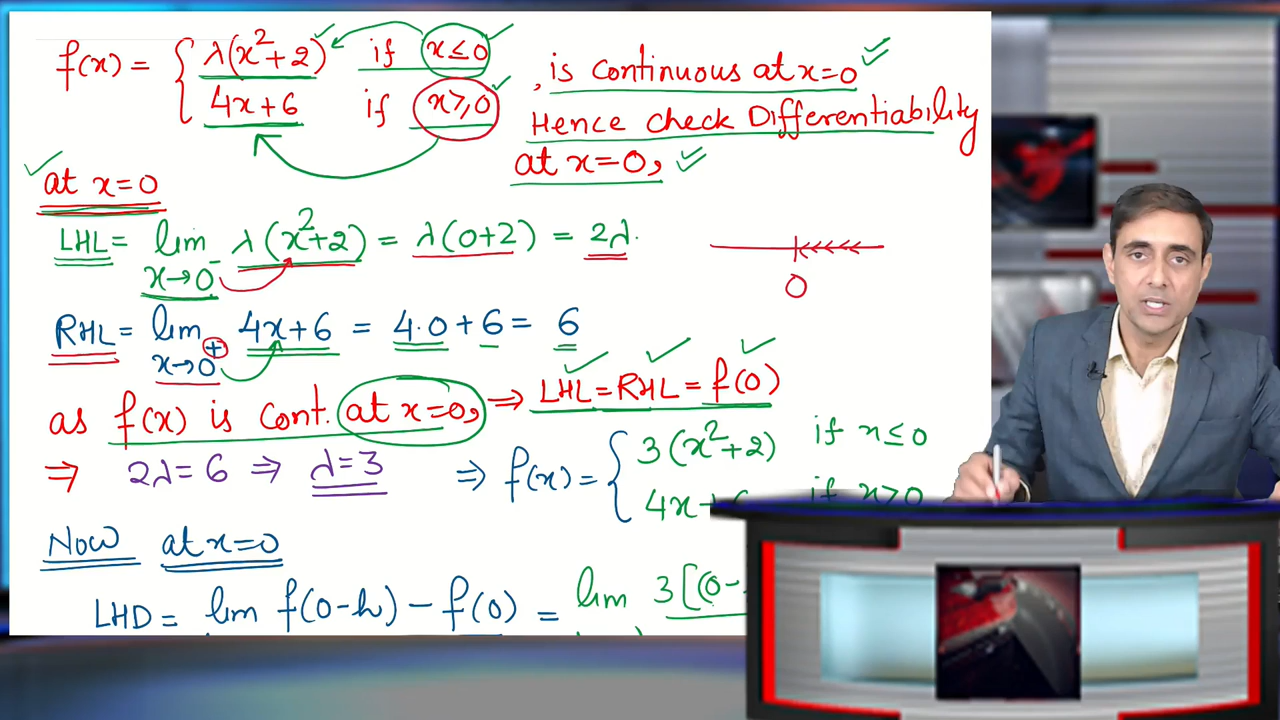 f(x) = { λ(x²+2) if x≤0
4x+6 if x≥0
, is continuous at x=0
Hence check Differentiability
at x=0,
at x=0
LHL = lim x→0⁻ λ(x²+2) = λ(0+2) = 2λ.
0
RHL = lim x→0⁺ 4x+6 = 4·0+6 = 6
as f(x) is cont. at x=0, ⇒ LHL=RHL=f(0)
⇒ 2λ=6 ⇒ λ=3 ⇒ f(x) = { 3(x²+2) if x≤0
4x+6 if x>0
Now at x=0
LHD = lim f(0-h) - f(0) = lim 3[(0-